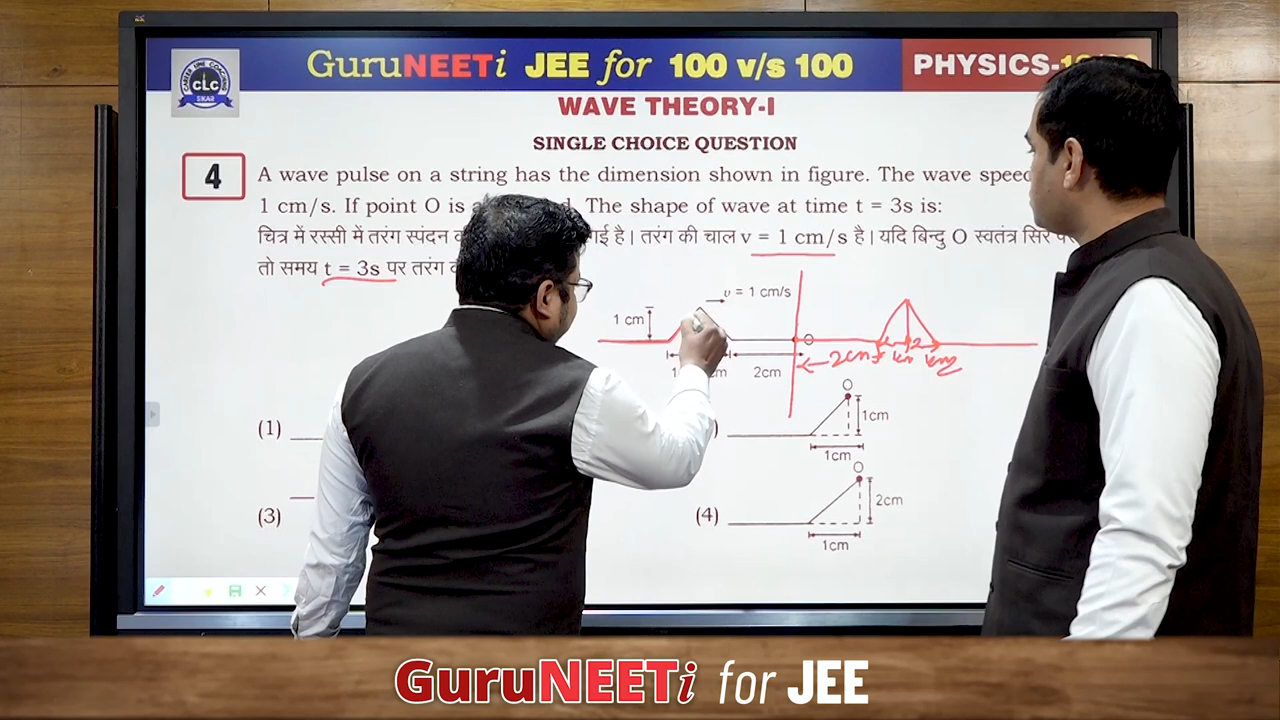 GuruNEETi JEE for 100 v/s 100
PHYSICS-
CLC
SIKAR
WAVE THEORY-I
SINGLE CHOICE QUESTION
4
A wave pulse on a string has the dimension shown in figure. The wave speed
1 cm/s. If point O is a The shape of wave at time t = 3s is:
चित्र में रस्सी में तरंग स्पंदन है। तरंग की चाल v = 1 cm/s है। यदि बिन्दु O स्वतंत्र सिरे
तो समय t = 3s पर तरंग
υ = 1 cm/s
1 cm
O
1 cm 2cm
2cm
(1)
O
1cm
1cm
(3)
(4)
O
2cm
1cm
GuruNEETi for JEE